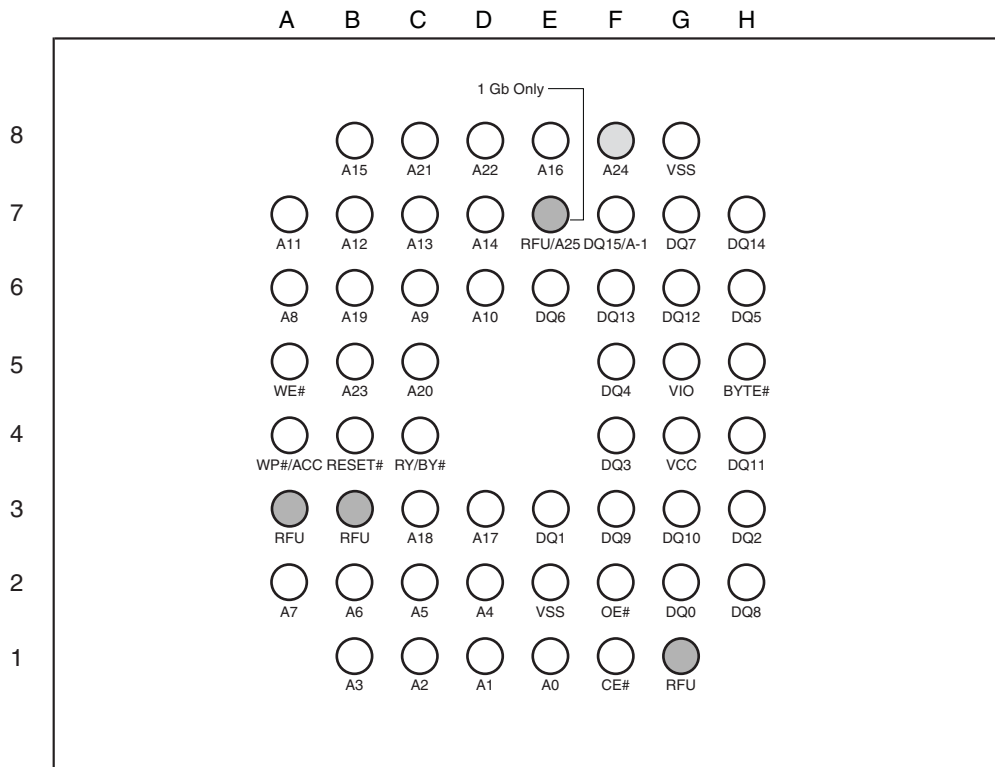 A B C D E F G H
1 Gb Only
8
A15 A21 A22 A16 A24 VSS
7
A11 A12 A13 A14 RFU/A25 DQ15/A-1 DQ7 DQ14
6
A8 A19 A9 A10 DQ6 DQ13 DQ12 DQ5
5
WE# A23 A20 DQ4 VIO BYTE#
4
WP#/ACC RESET# RY/BY# DQ3 VCC DQ11
3
RFU RFU A18 A17 DQ1 DQ9 DQ10 DQ2
2
A7 A6 A5 A4 VSS OE# DQ0 DQ8
1
A3 A2 A1 A0 CE# RFU